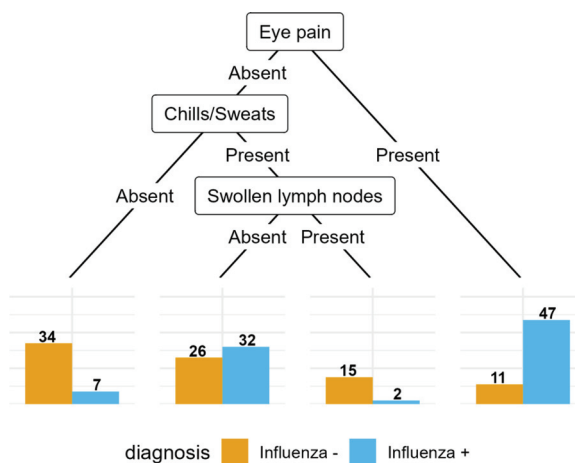 Eye pain
Absent
Chills/Sweats
Present
Present
Absent
Swollen lymph nodes
Absent Present
34
7
26
32
15
2
11
47
diagnosis Influenza - Influenza +